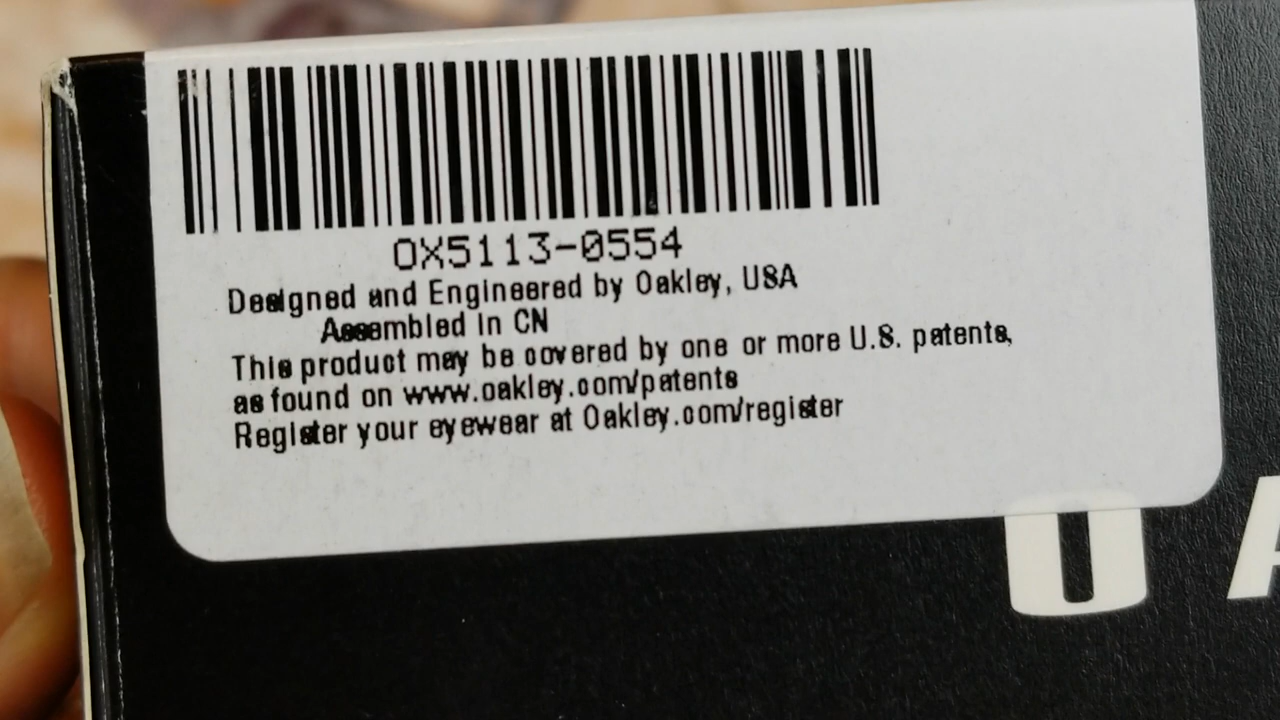 OX5113-0554
Designed and Engineered by Oakley, USA
Assembled in CN
This product may be covered by one or more U.S. patents,
as found on www.oakley.com/patents
Register your eyewear at Oakley.com/register
O A